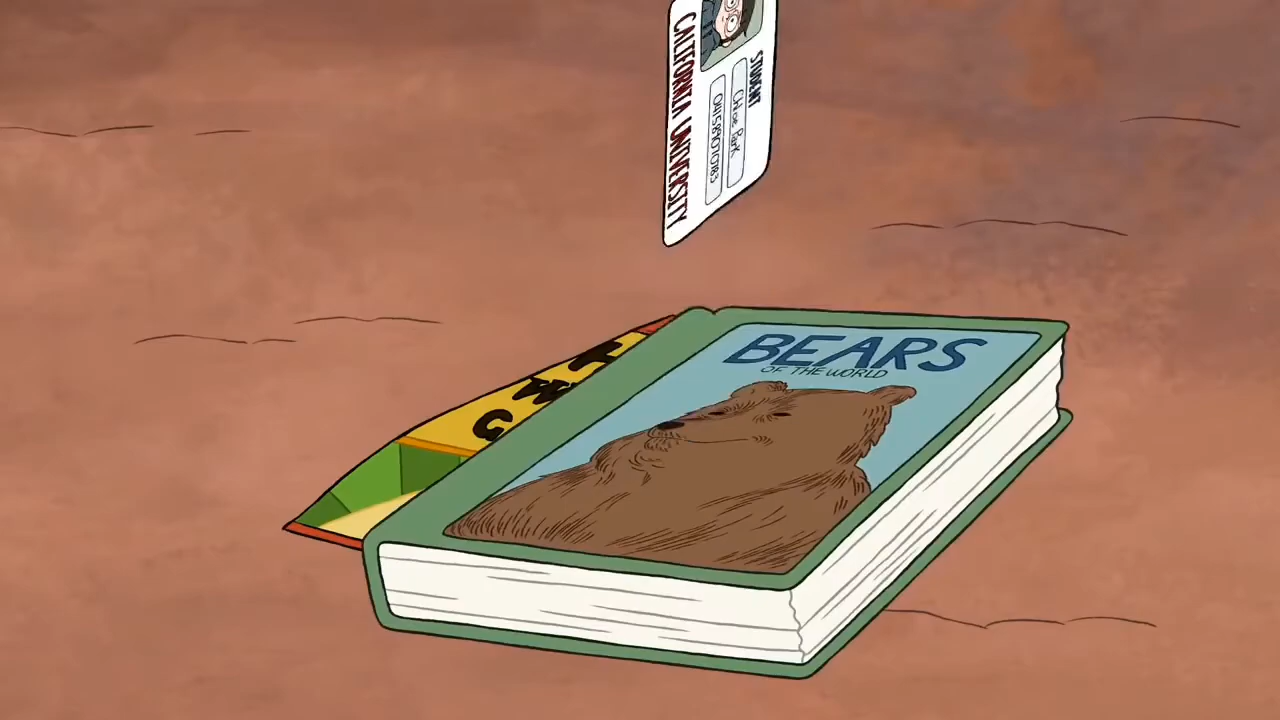 CALIFORNIA UNIVERSITY
STUDENT
Chloe Park
BEARS
OF THE WORLD